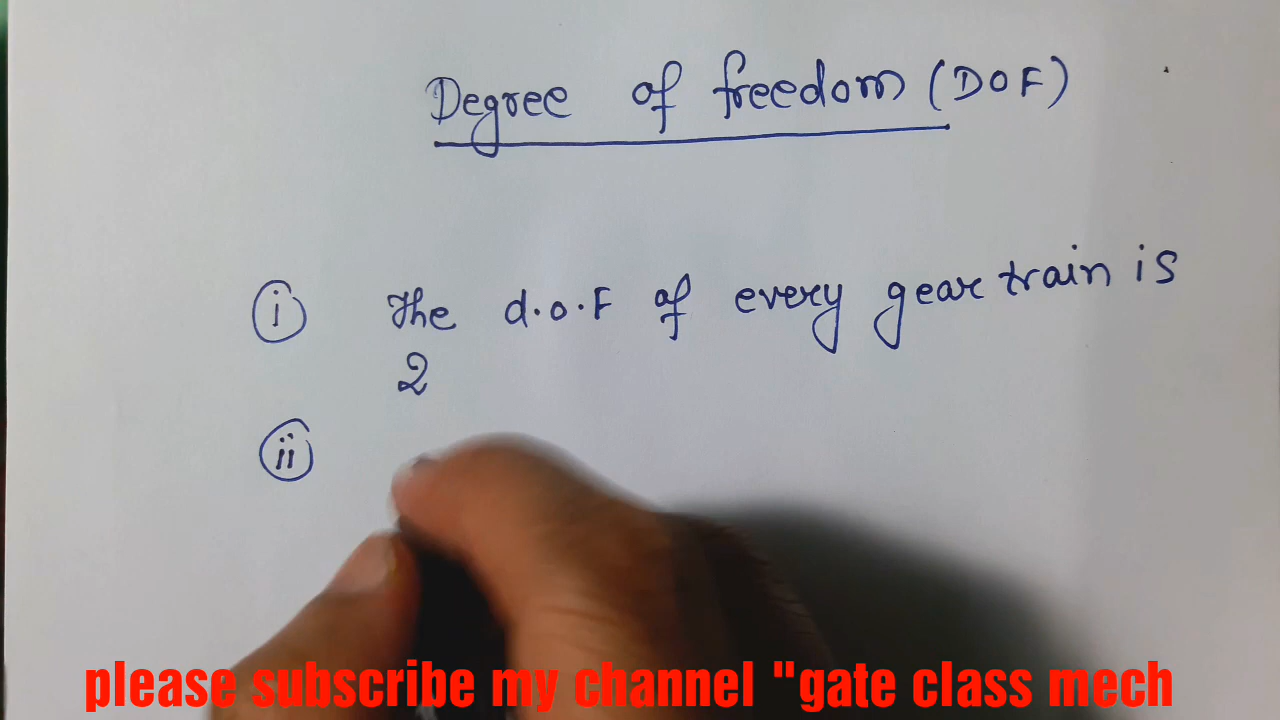 Degree of freedom (DOF)
(i) The d.o.F of every gear train is
2
(ii)
please subscribe my channel "gate class mech